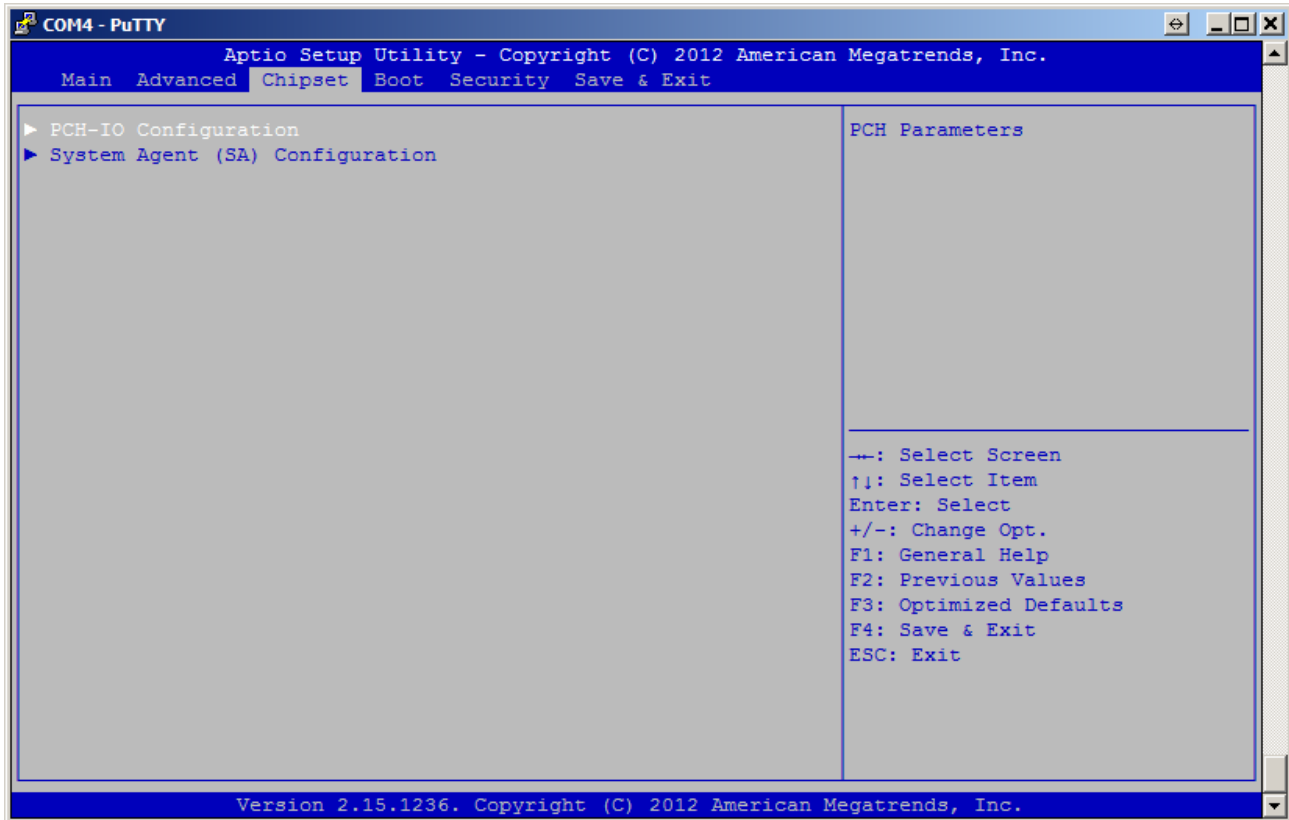 COM4 - PuTTY
Aptio Setup Utility - Copyright (C) 2012 American Megatrends, Inc.
Main Advanced Chipset Boot Security Save & Exit
► PCH-IO Configuration
► System Agent (SA) Configuration
PCH Parameters
→←: Select Screen
↑↓: Select Item
Enter: Select
+/-: Change Opt.
F1: General Help
F2: Previous Values
F3: Optimized Defaults
F4: Save & Exit
ESC: Exit
Version 2.15.1236. Copyright (C) 2012 American Megatrends, Inc.